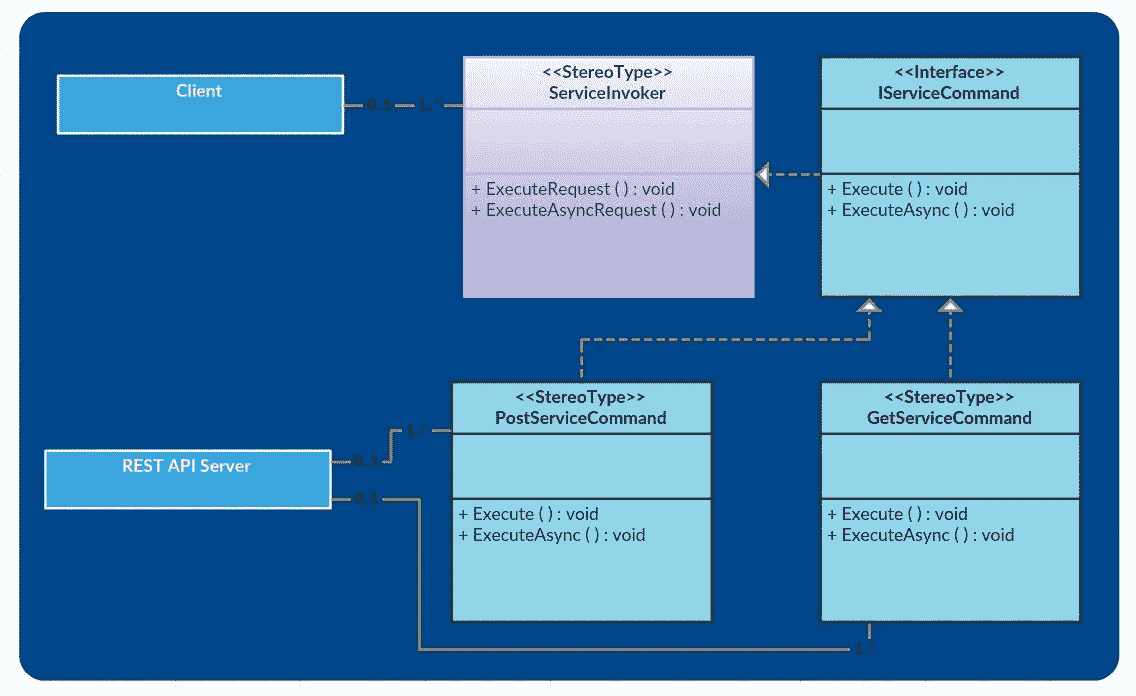 Client
0..1
1..*
<<StereoType>>
ServiceInvoker
+ ExecuteRequest ( ) : void
+ ExecuteAsyncRequest ( ) : void
<<Interface>>
IServiceCommand
+ Execute ( ) : void
+ ExecuteAsync ( ) : void
REST API Server
0..1
1..*
0..1
1..*
<<StereoType>>
PostServiceCommand
+ Execute ( ) : void
+ ExecuteAsync ( ) : void
<<StereoType>>
GetServiceCommand
+ Execute ( ) : void
+ ExecuteAsync ( ) : void